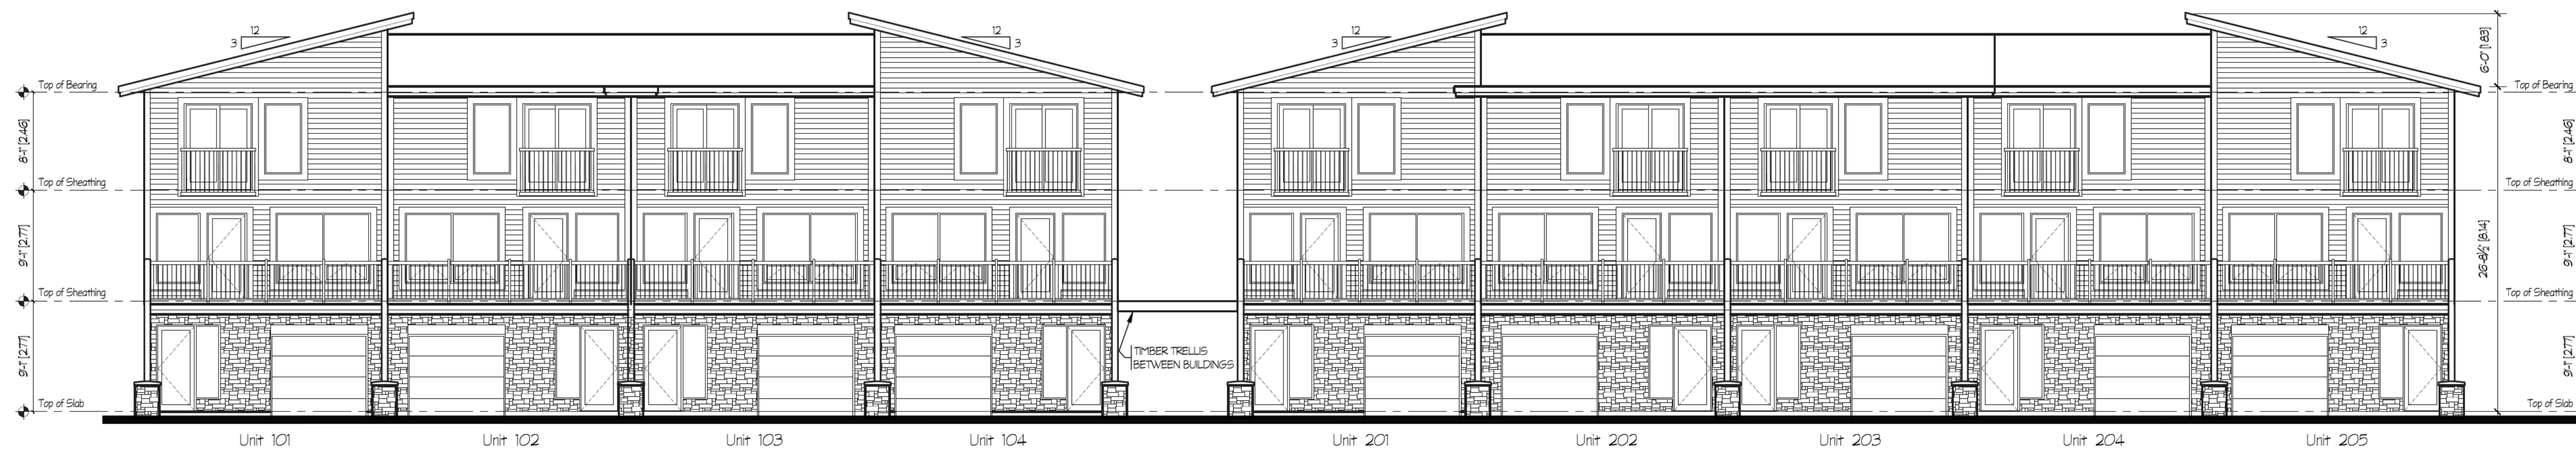 12
3
12
3
12
3
12
3
Top of Bearing
Top of Bearing
6'-0" [1.83]
8'-1" [2.46]
8'-1" [2.46]
Top of Sheathing
Top of Sheathing
9'-1" [2.77]
9'-1" [2.77]
26'-8½" [8.14]
Top of Sheathing
Top of Sheathing
9'-1" [2.77]
9'-1" [2.77]
TIMBER TRELLIS
BETWEEN BUILDINGS
Top of Slab
Top of Slab
Unit 101
Unit 102
Unit 103
Unit 104
Unit 201
Unit 202
Unit 203
Unit 204
Unit 205